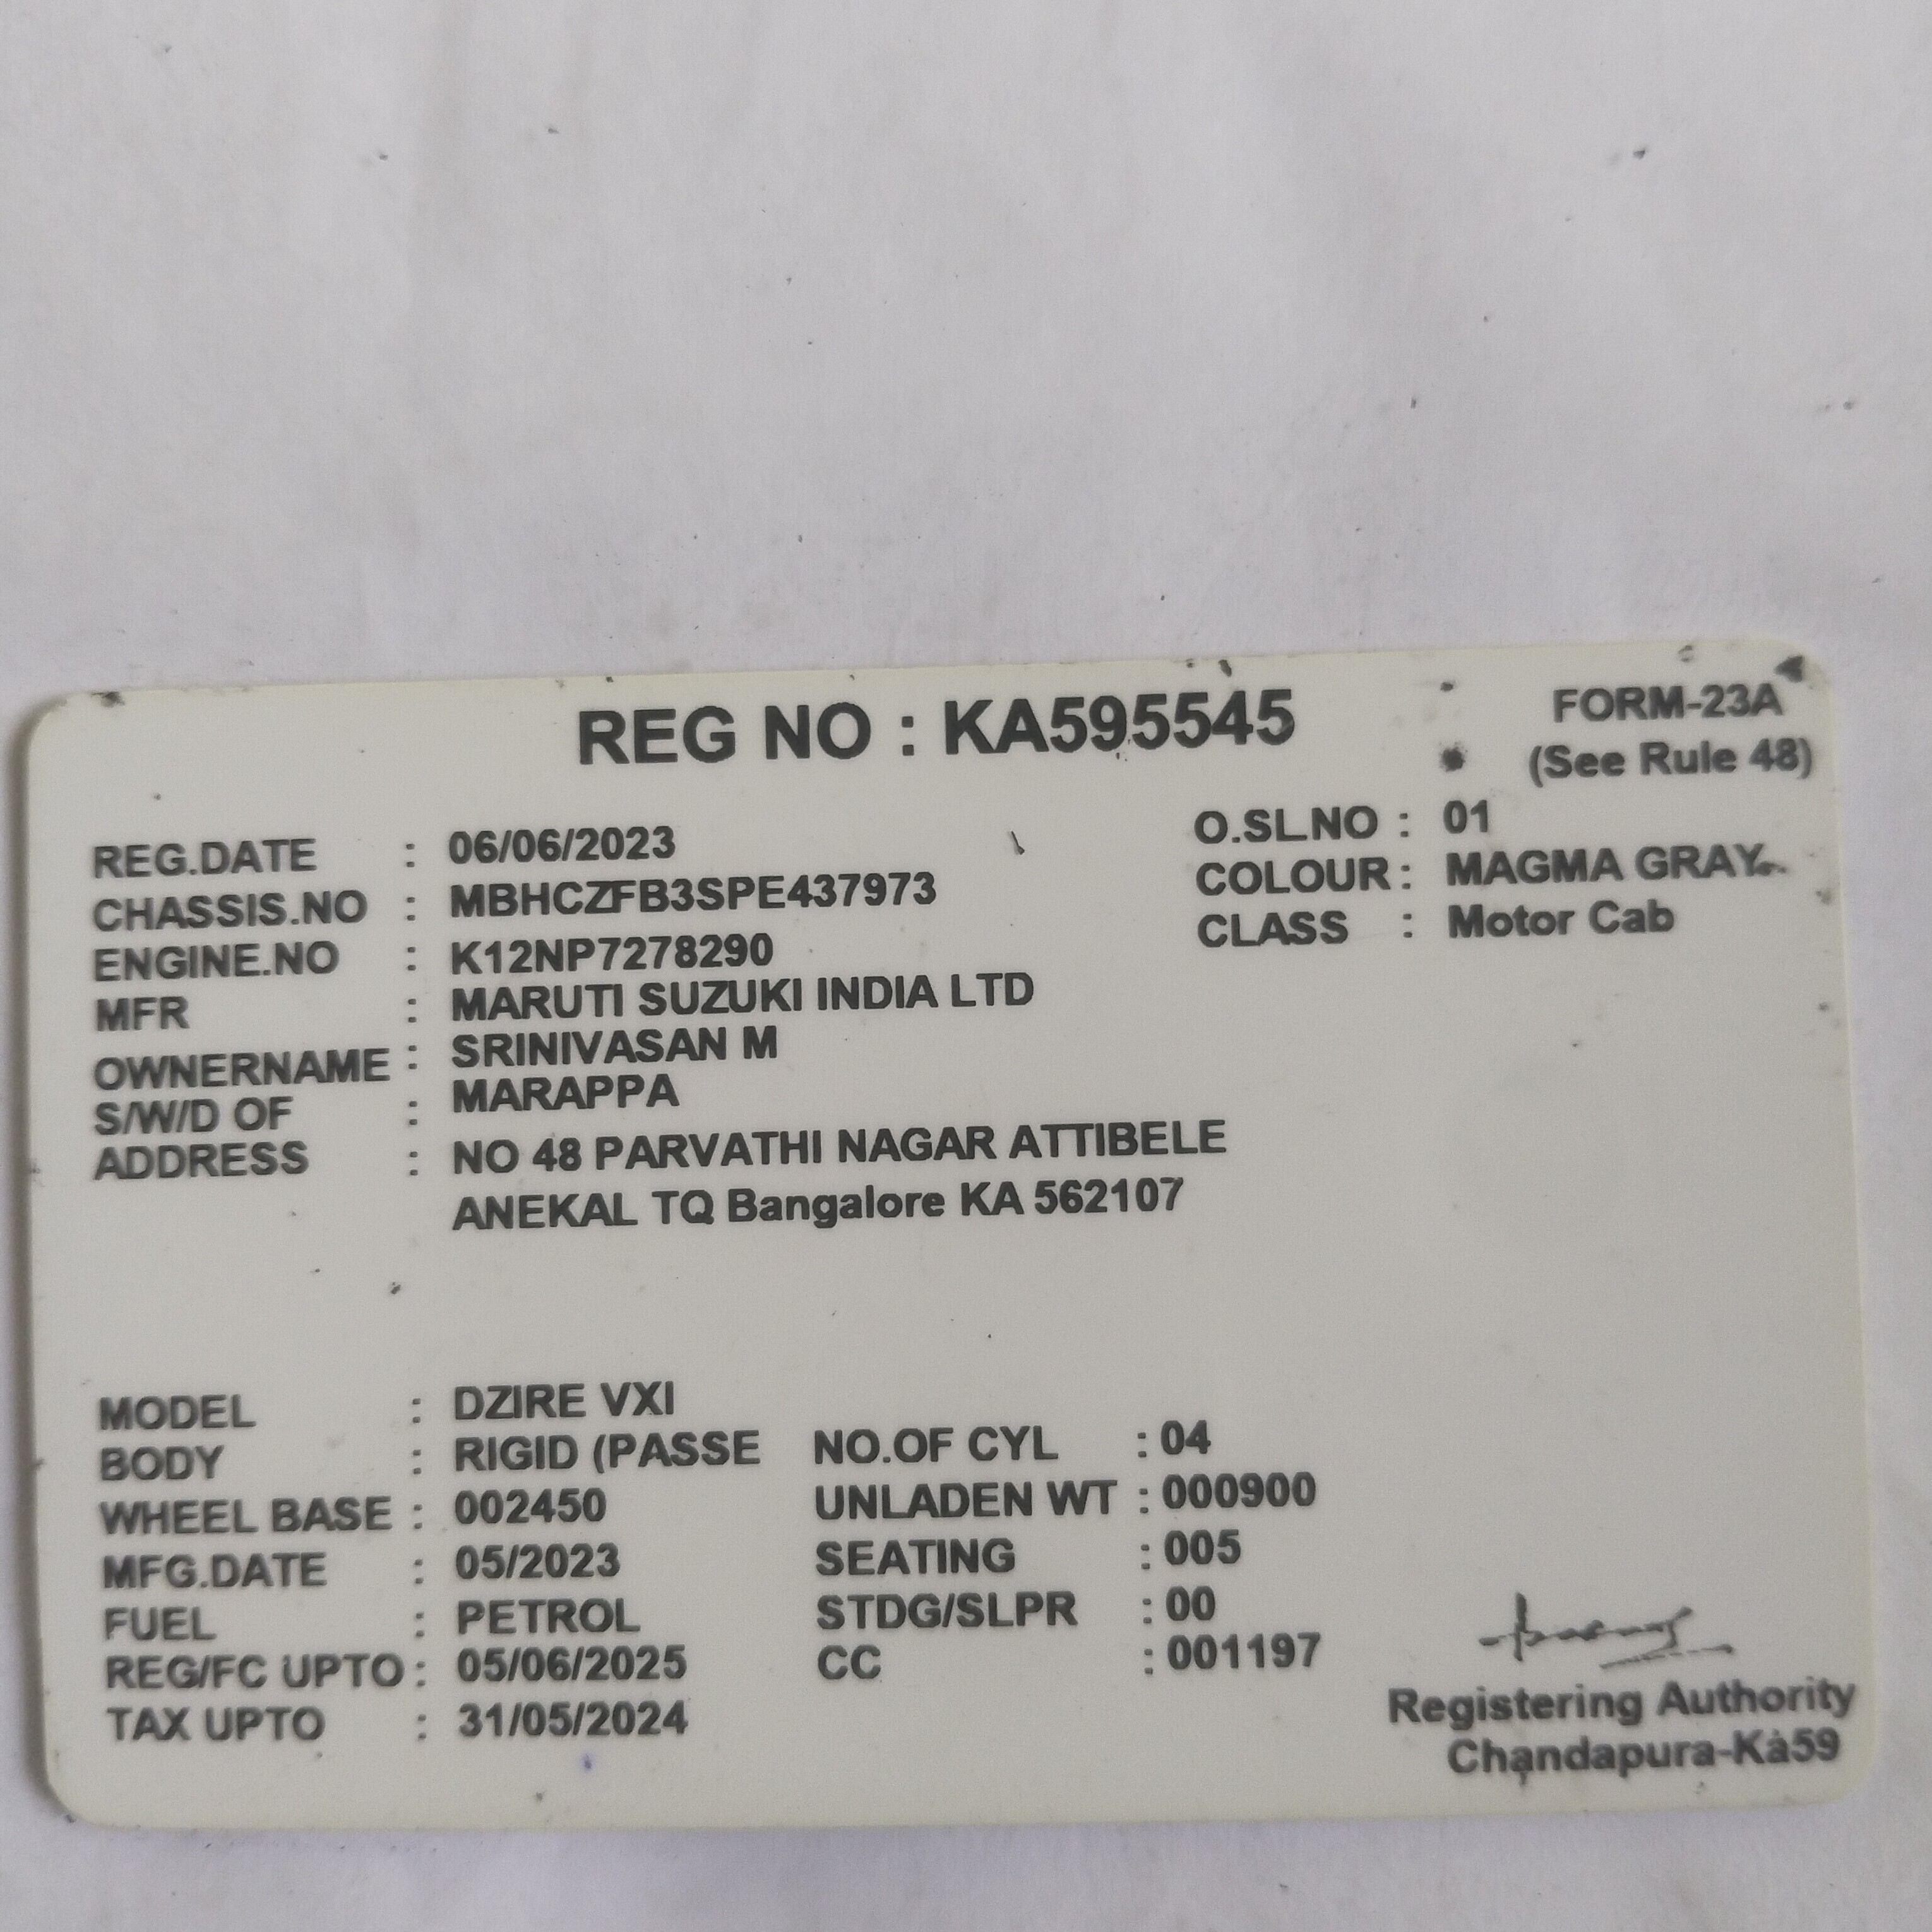 REG NO : KA595545
FORM-23A
(See Rule 48)
REG.DATE : 06/06/2023
O.SLNO : 01
CHASSIS.NO : MBHCZFB3SPE437973
COLOUR : MAGMA GRAY
ENGINE.NO : K12NP7278290
CLASS : Motor Cab
MFR : MARUTI SUZUKI INDIA LTD
OWNERNAME : SRINIVASAN M
S/W/D OF : MARAPPA
ADDRESS : NO 48 PARVATHI NAGAR ATTIBELE
ANEKAL TQ Bangalore KA 562107
MODEL : DZIRE VXI
BODY : RIGID (PASSE NO.OF CYL : 04
WHEEL BASE : 002450 UNLADEN WT : 000900
MFG.DATE : 05/2023 SEATING : 005
FUEL : PETROL STDG/SLPR : 00
REG/FC UPTO : 05/06/2025 CC : 001197
TAX UPTO : 31/05/2024
Registering Authority
Chandapura-Ka59